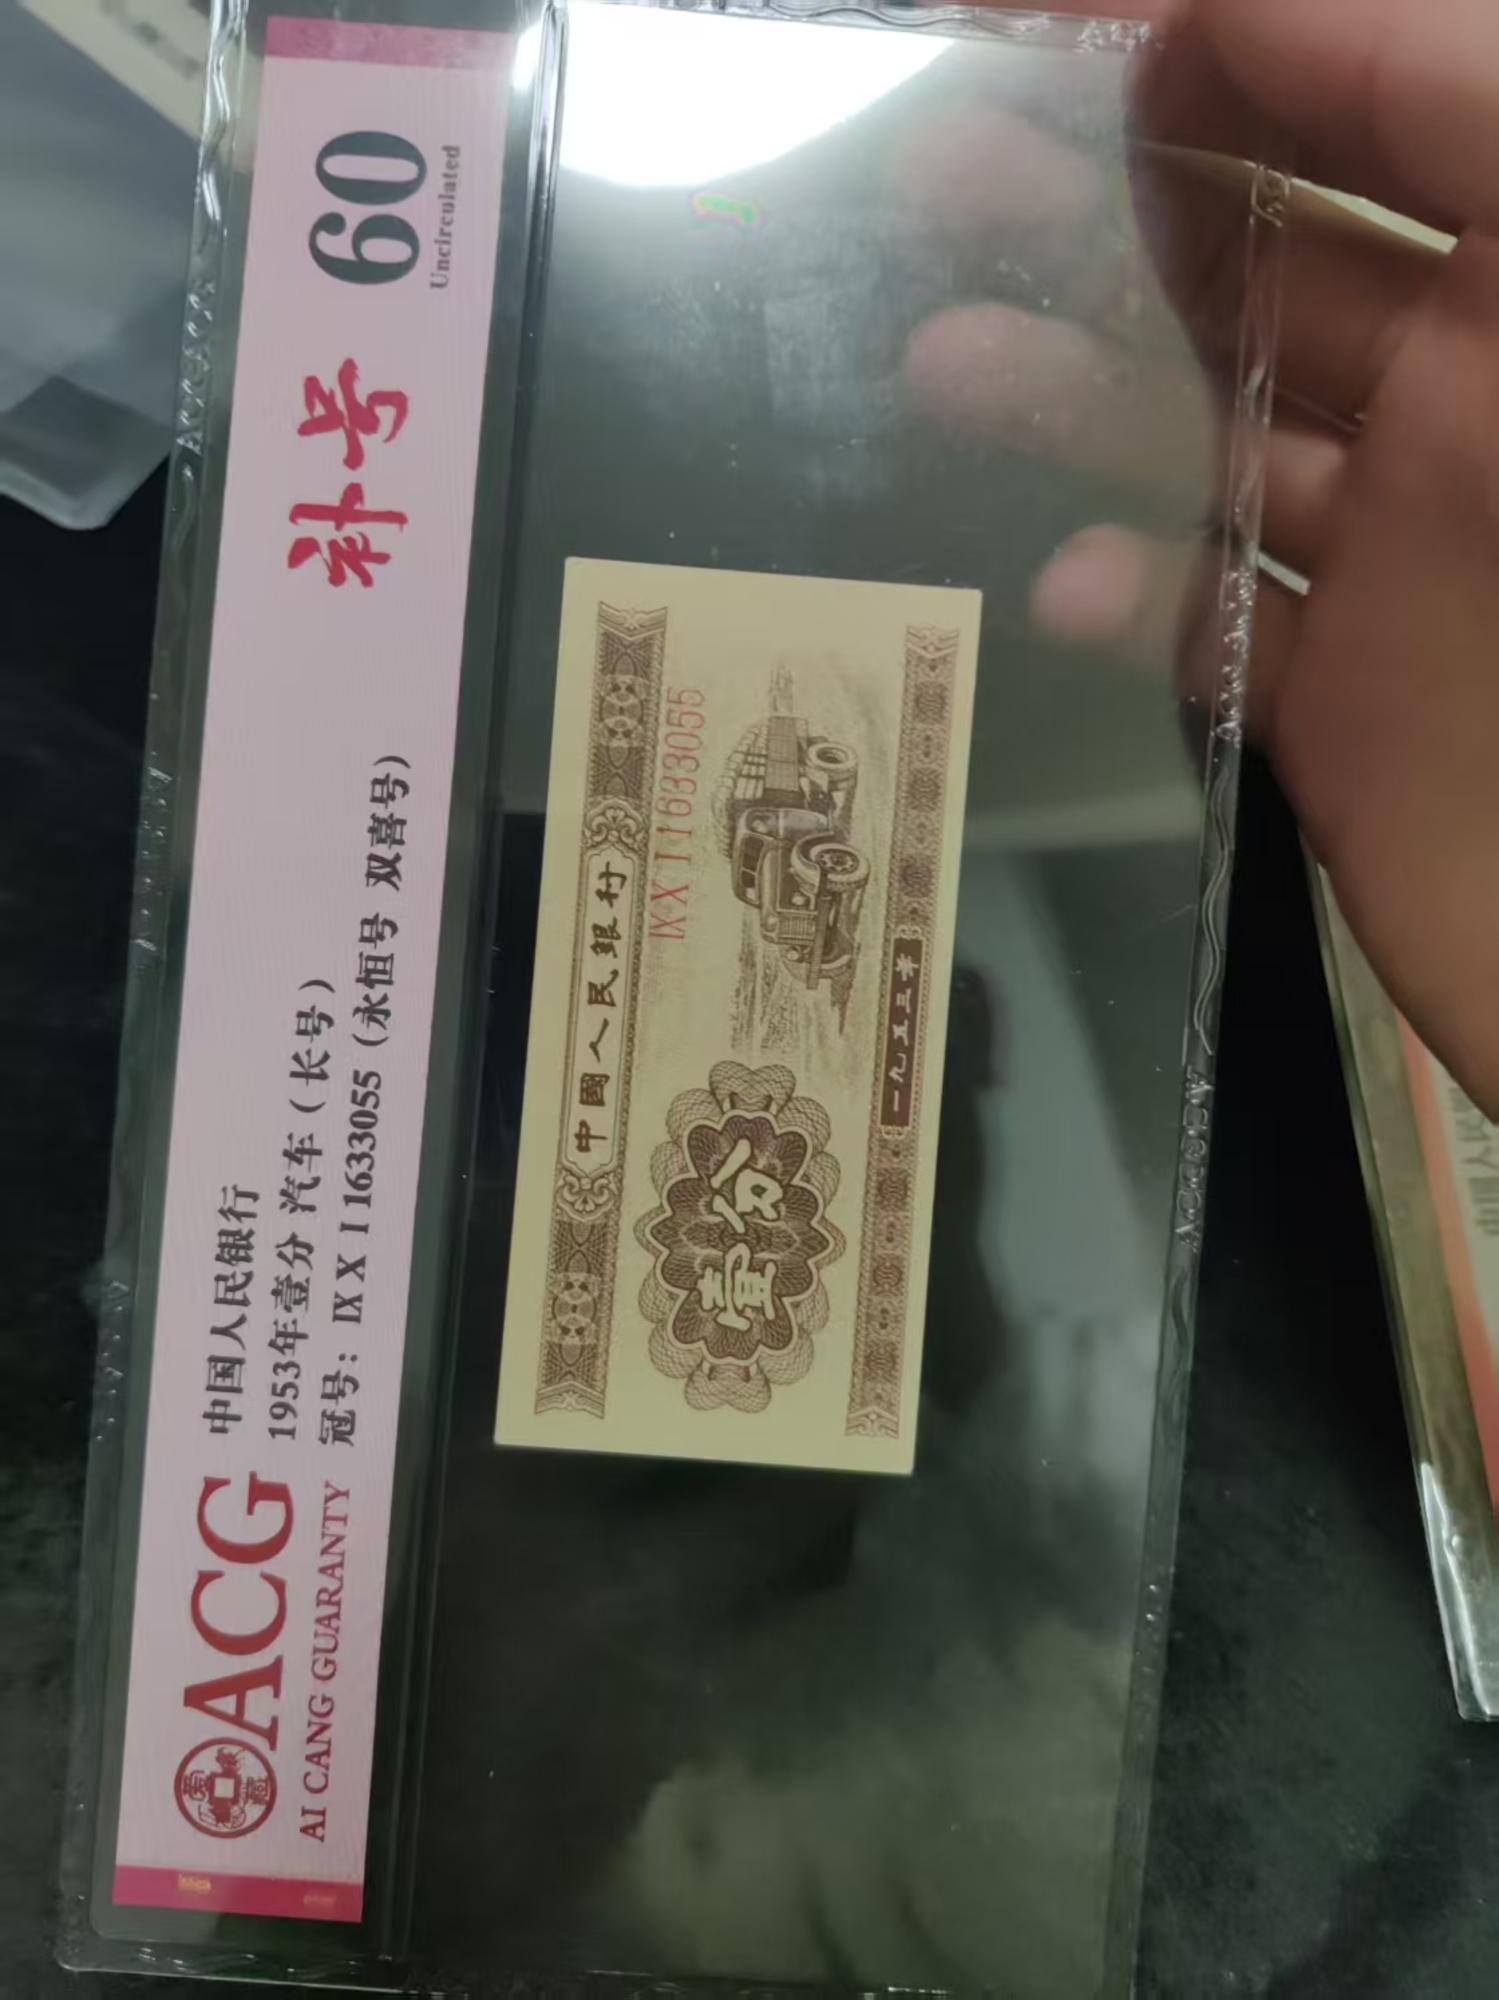 ACG
AI CANG GUARANTY
中国人民银行
1953年壹分 汽车（长号）
冠号：IX X I 1633055（永恒号 双喜号）
补号
60
Uncirculated
中國人民銀行
IX X I 1633055
壹分
一九五三年